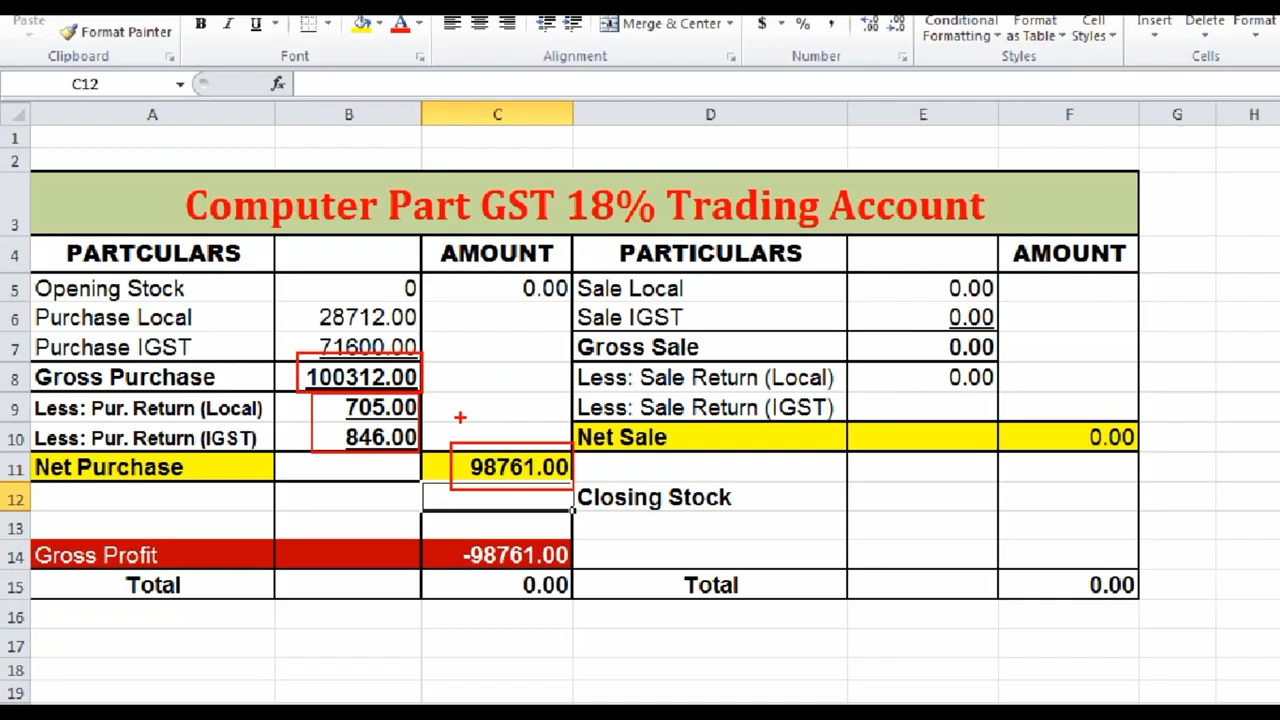 Paste Format Painter B I U A Merge & Center $ % , Conditional Format Cell Insert Delete Format
Formatting as Table Styles
Clipboard Font Alignment Number Styles Cells
C12 fx
A B C D E F G H
1
2
3 Computer Part GST 18% Trading Account
4 PARTCULARS AMOUNT PARTICULARS AMOUNT
5 Opening Stock 0 0.00 Sale Local 0.00
6 Purchase Local 28712.00 Sale IGST 0.00
7 Purchase IGST 71600.00 Gross Sale 0.00
8 Gross Purchase 100312.00 Less: Sale Return (Local) 0.00
9 Less: Pur. Return (Local) 705.00 Less: Sale Return (IGST)
10 Less: Pur. Return (IGST) 846.00 Net Sale 0.00
11 Net Purchase 98761.00
12 Closing Stock
13
14 Gross Profit -98761.00
15 Total 0.00 Total 0.00
16
17
18
19